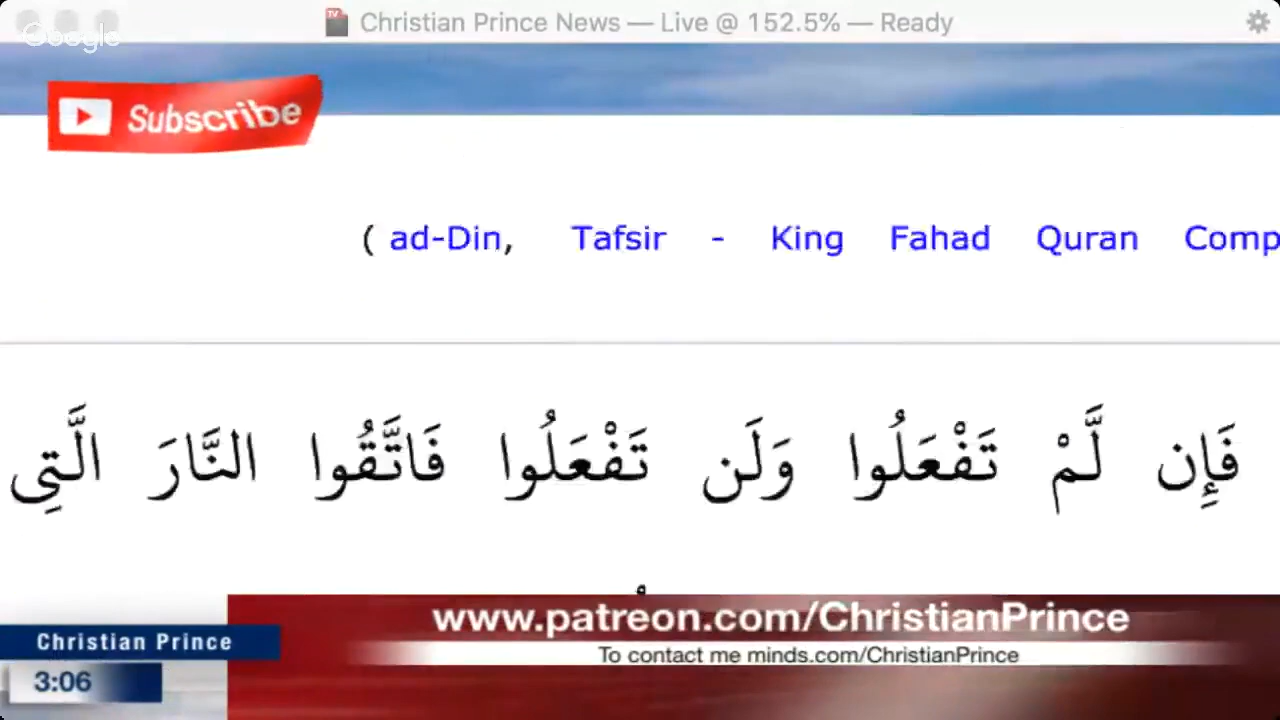 Christian Prince News — Live @ 152.5% — Ready
Google
Subscribe
( ad-Din, Tafsir - King Fahad Quran Comp
فَإِن لَّمْ تَفْعَلُوا وَلَن تَفْعَلُوا فَاتَّقُوا النَّارَ الَّتِى
www.patreon.com/ChristianPrince
Christian Prince
To contact me minds.com/ChristianPrince
3:06